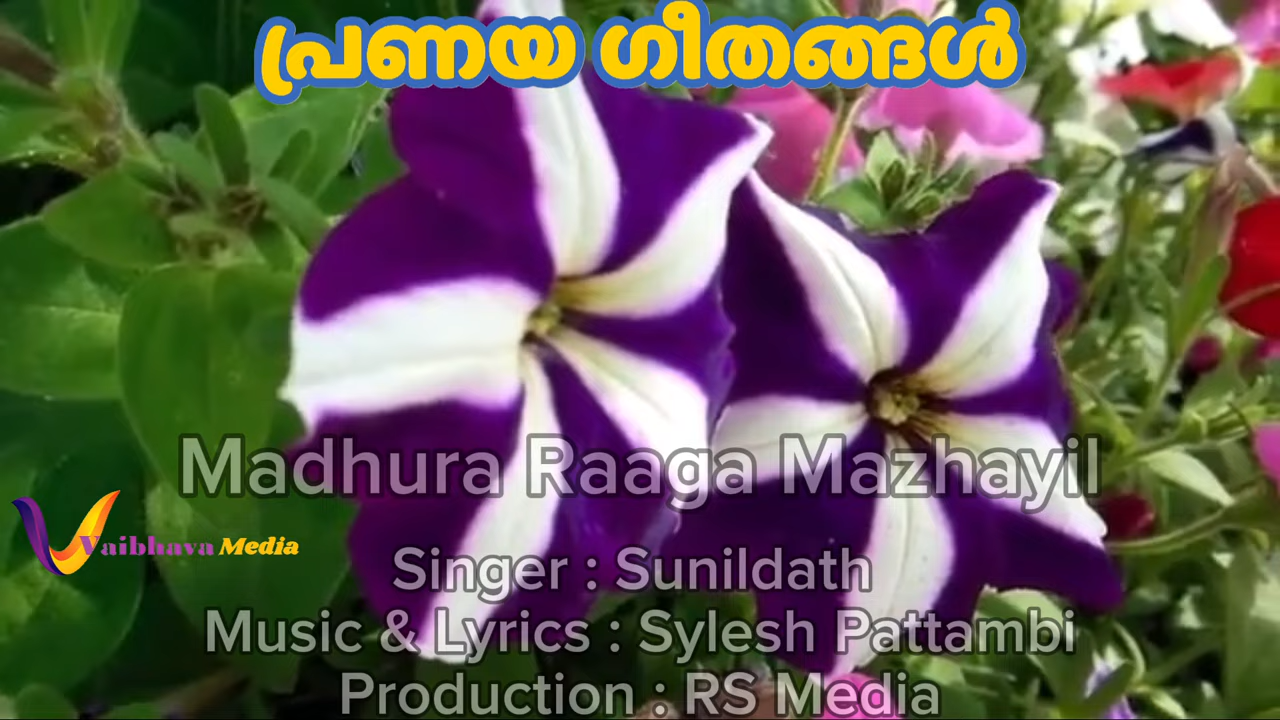 പ്രണയ ഗീതങ്ങൾ
Madhura Raaga Mazhayil
Vaibhava Media
Singer : Sunildath
Music & Lyrics : Sylesh Pattambi
Production : RS Media